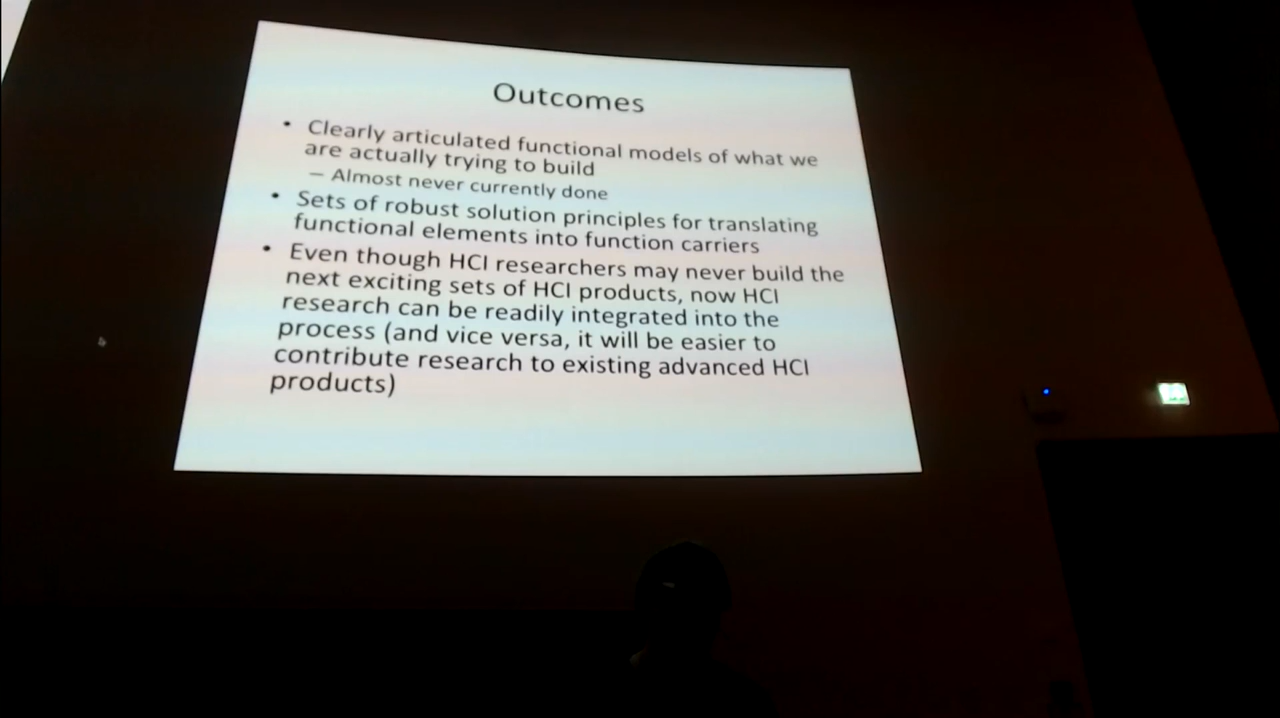 Outcomes
• Clearly articulated functional models of what we
are actually trying to build
– Almost never currently done
• Sets of robust solution principles for translating
functional elements into function carriers
• Even though HCI researchers may never build the
next exciting sets of HCI products, now HCI
research can be readily integrated into the
process (and vice versa, it will be easier to
contribute research to existing advanced HCI
products)